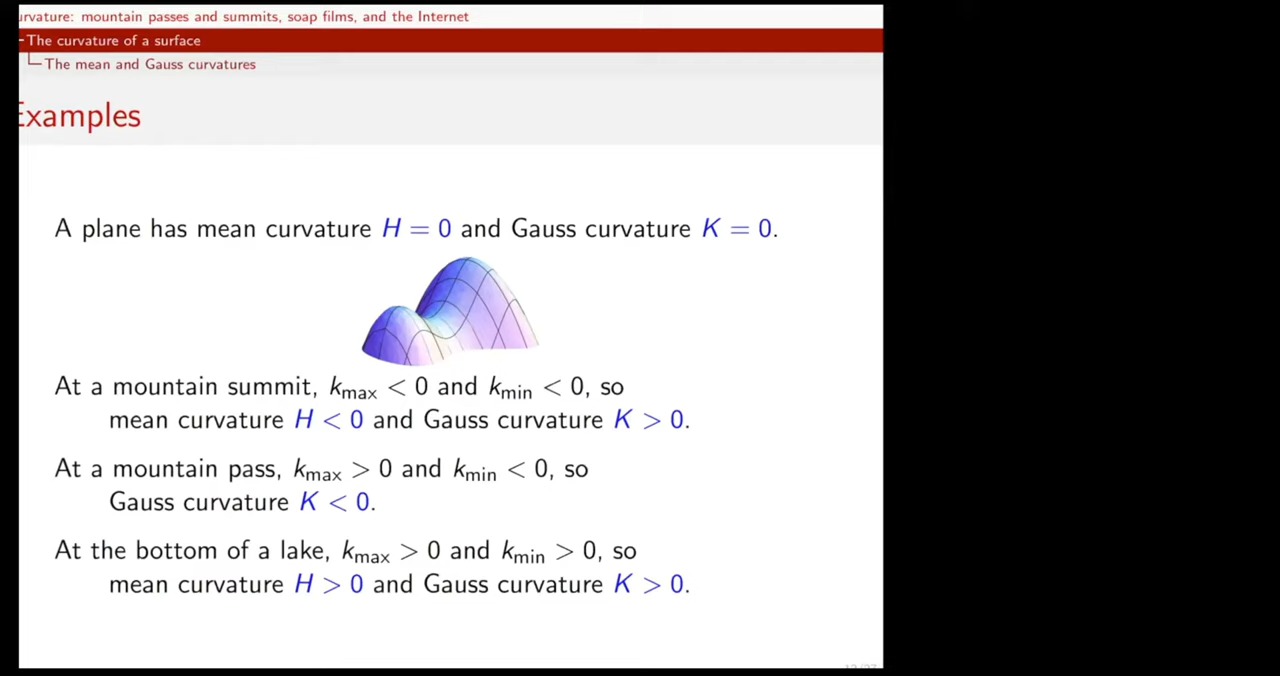 urvature: mountain passes and summits, soap films, and the Internet
The curvature of a surface
The mean and Gauss curvatures
Examples
A plane has mean curvature H = 0 and Gauss curvature K = 0.
At a mountain summit, kmax < 0 and kmin < 0, so
mean curvature H < 0 and Gauss curvature K > 0.
At a mountain pass, kmax > 0 and kmin < 0, so
Gauss curvature K < 0.
At the bottom of a lake, kmax > 0 and kmin > 0, so
mean curvature H > 0 and Gauss curvature K > 0.